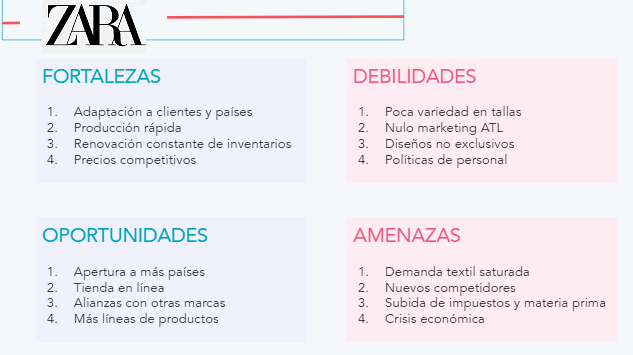 ZARA
FORTALEZAS
1. Adaptación a clientes y países
2. Producción rápida
3. Renovación constante de inventarios
4. Precios competitivos
DEBILIDADES
1. Poca variedad en tallas
2. Nulo marketing ATL
3. Diseños no exclusivos
4. Políticas de personal
OPORTUNIDADES
1. Apertura a más países
2. Tienda en línea
3. Alianzas con otras marcas
4. Más líneas de productos
AMENAZAS
1. Demanda textil saturada
2. Nuevos competidores
3. Subida de impuestos y materia prima
4. Crisis económica